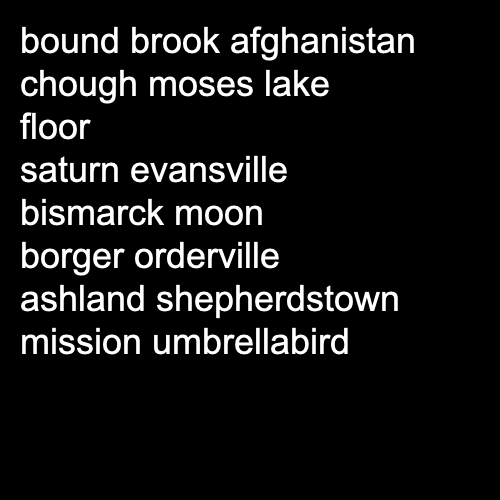 bound brook afghanistan
chough moses lake
floor
saturn evansville
bismarck moon
borger orderville
ashland shepherdstown
mission umbrellabird